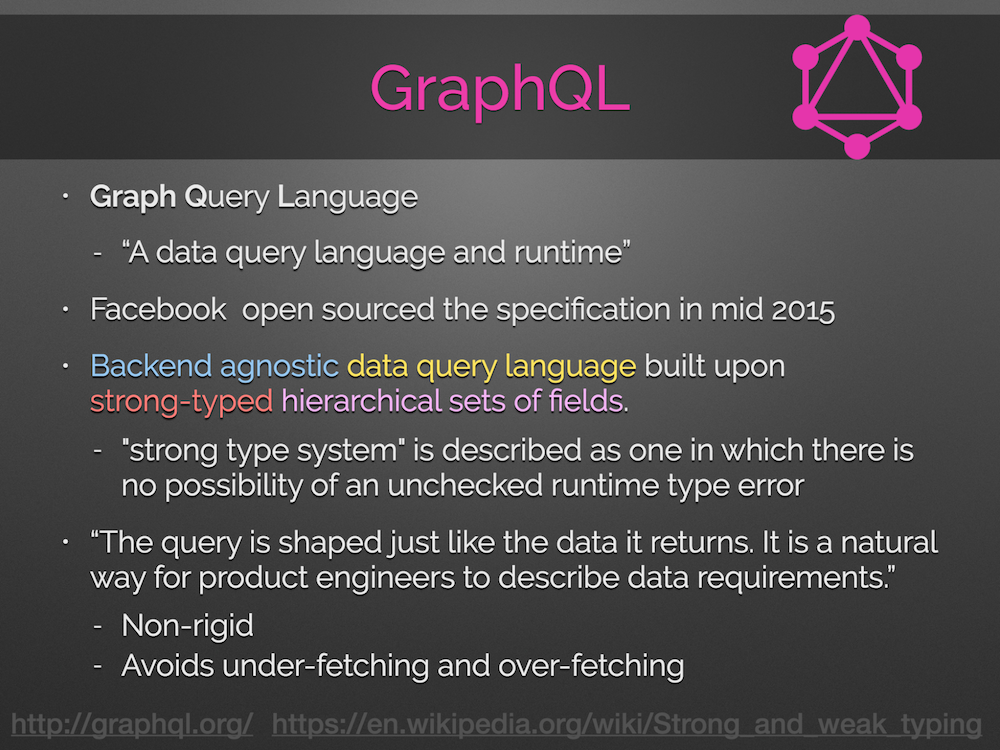 GraphQL
• Graph Query Language
- “A data query language and runtime”
• Facebook  open sourced the specification in mid 2015
• Backend agnostic data query language built upon
strong-typed hierarchical sets of fields.
- "strong type system" is described as one in which there is
no possibility of an unchecked runtime type error
• “The query is shaped just like the data it returns. It is a natural
way for product engineers to describe data requirements.”
- Non-rigid
- Avoids under-fetching and over-fetching
http://graphql.org/  https://en.wikipedia.org/wiki/Strong_and_weak_typing